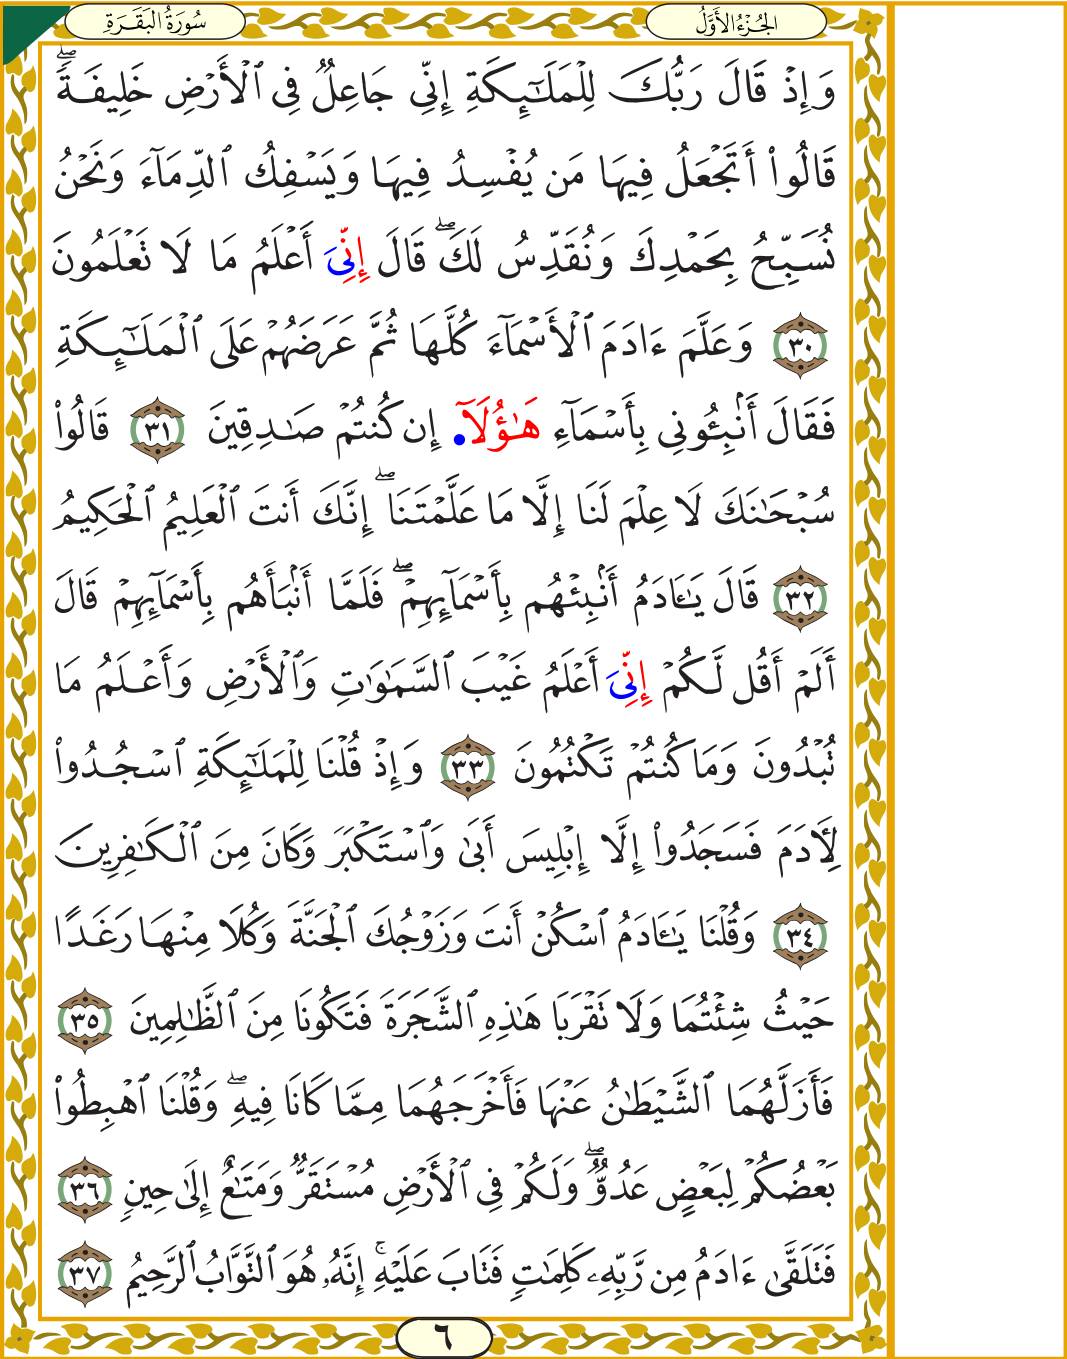 الجُزْءُ الأَوَّلُ
سُورَةُ البَقَرَةِ
وَإِذْ قَالَ رَبُّكَ لِلْمَلَـٰٓئِكَةِ إِنِّي جَاعِلٌ فِي ٱلْأَرْضِ خَلِيفَةًۖ
قَالُوٓا۟ أَتَجْعَلُ فِيهَا مَن يُفْسِدُ فِيهَا وَيَسْفِكُ ٱلدِّمَآءَ وَنَحْنُ
نُسَبِّحُ بِحَمْدِكَ وَنُقَدِّسُ لَكَۖ قَالَ إِنِّيَ أَعْلَمُ مَا لَا تَعْلَمُونَ
٣٠ وَعَلَّمَ ءَادَمَ ٱلْأَسْمَآءَ كُلَّهَا ثُمَّ عَرَضَهُمْ عَلَى ٱلْمَلَـٰٓئِكَةِ
فَقَالَ أَنۢبِـُٔونِي بِأَسْمَآءِ هَـٰٓؤُلَآ. إِن كُنتُمْ صَـٰدِقِينَ ٣١ قَالُوا۟
سُبْحَـٰنَكَ لَا عِلْمَ لَنَآ إِلَّا مَا عَلَّمْتَنَآۖ إِنَّكَ أَنتَ ٱلْعَلِيمُ ٱلْحَكِيمُ
٣٢ قَالَ يَـٰٓـَٔادَمُ أَنۢبِئْهُم بِأَسْمَآئِهِمْۖ فَلَمَّآ أَنۢبَأَهُم بِأَسْمَآئِهِمْ قَالَ
أَلَمْ أَقُل لَّكُمْ إِنِّيَ أَعْلَمُ غَيْبَ ٱلسَّمَـٰوَٰتِ وَٱلْأَرْضِ وَأَعْلَمُ مَا
تُبْدُونَ وَمَا كُنتُمْ تَكْتُمُونَ ٣٣ وَإِذْ قُلْنَا لِلْمَلَـٰٓئِكَةِ ٱسْجُدُوا۟
لِـَٔادَمَ فَسَجَدُوٓا۟ إِلَّآ إِبْلِيسَ أَبَىٰ وَٱسْتَكْبَرَ وَكَانَ مِنَ ٱلْكَـٰفِرِينَ
٣٤ وَقُلْنَا يَـٰٓـَٔادَمُ ٱسْكُنْ أَنتَ وَزَوْجُكَ ٱلْجَنَّةَ وَكُلَا مِنْهَا رَغَدًا
حَيْثُ شِئْتُمَا وَلَا تَقْرَبَا هَـٰذِهِ ٱلشَّجَرَةَ فَتَكُونَا مِنَ ٱلظَّـٰلِمِينَ ٣٥
فَأَزَلَّهُمَا ٱلشَّيْطَـٰنُ عَنْهَا فَأَخْرَجَهُمَا مِمَّا كَانَا فِيهِۖ وَقُلْنَا ٱهْبِطُوا۟
بَعْضُكُمْ لِبَعْضٍ عَدُوٌّۖ وَلَكُمْ فِي ٱلْأَرْضِ مُسْتَقَرٌّ وَمَتَـٰعٌ إِلَىٰ حِينٍ ٣٦
فَتَلَقَّىٰٓ ءَادَمُ مِن رَّبِّهِۦ كَلِمَـٰتٍ فَتَابَ عَلَيْهِۚ إِنَّهُۥ هُوَ ٱلتَّوَّابُ ٱلرَّحِيمُ ٣٧
٦